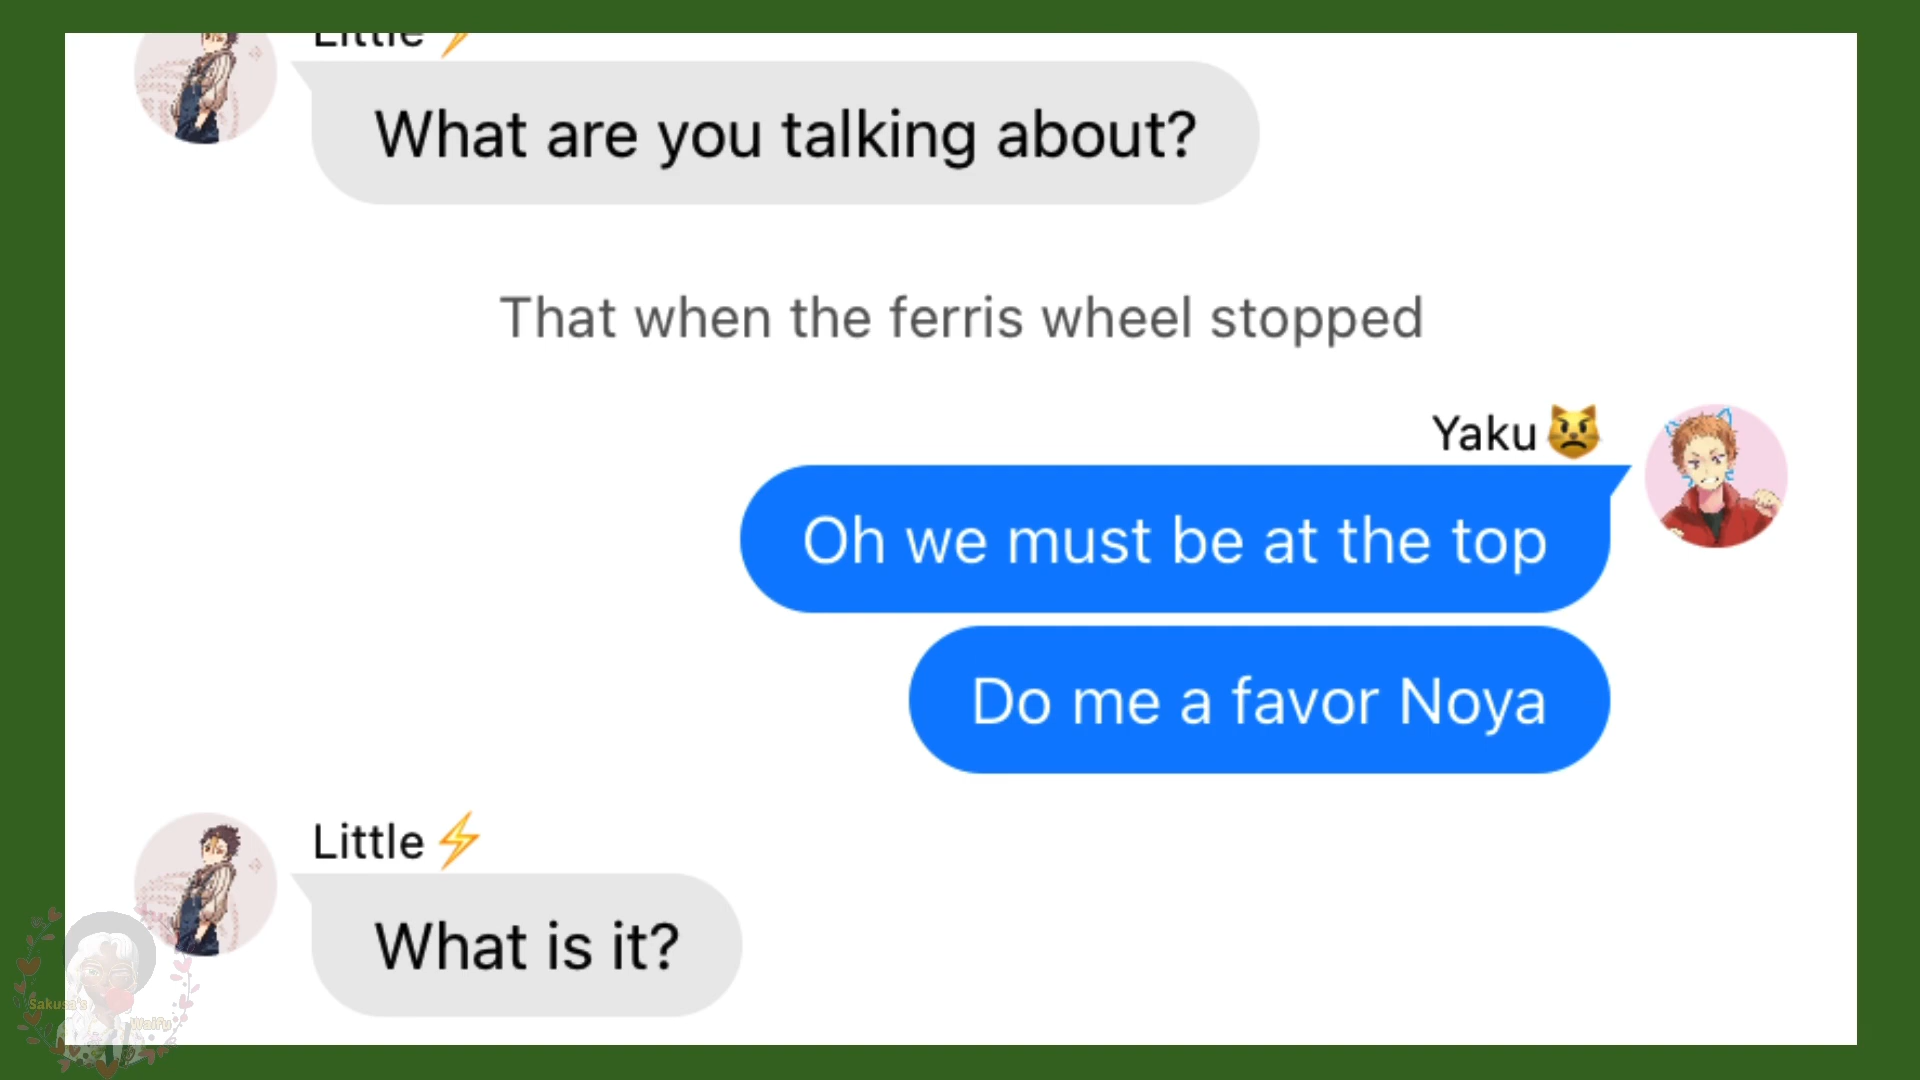 Little⚡
What are you talking about?
That when the ferris wheel stopped
Yaku😾
Oh we must be at the top
Do me a favor Noya
Little⚡
What is it?
Sakusa's
Waifu